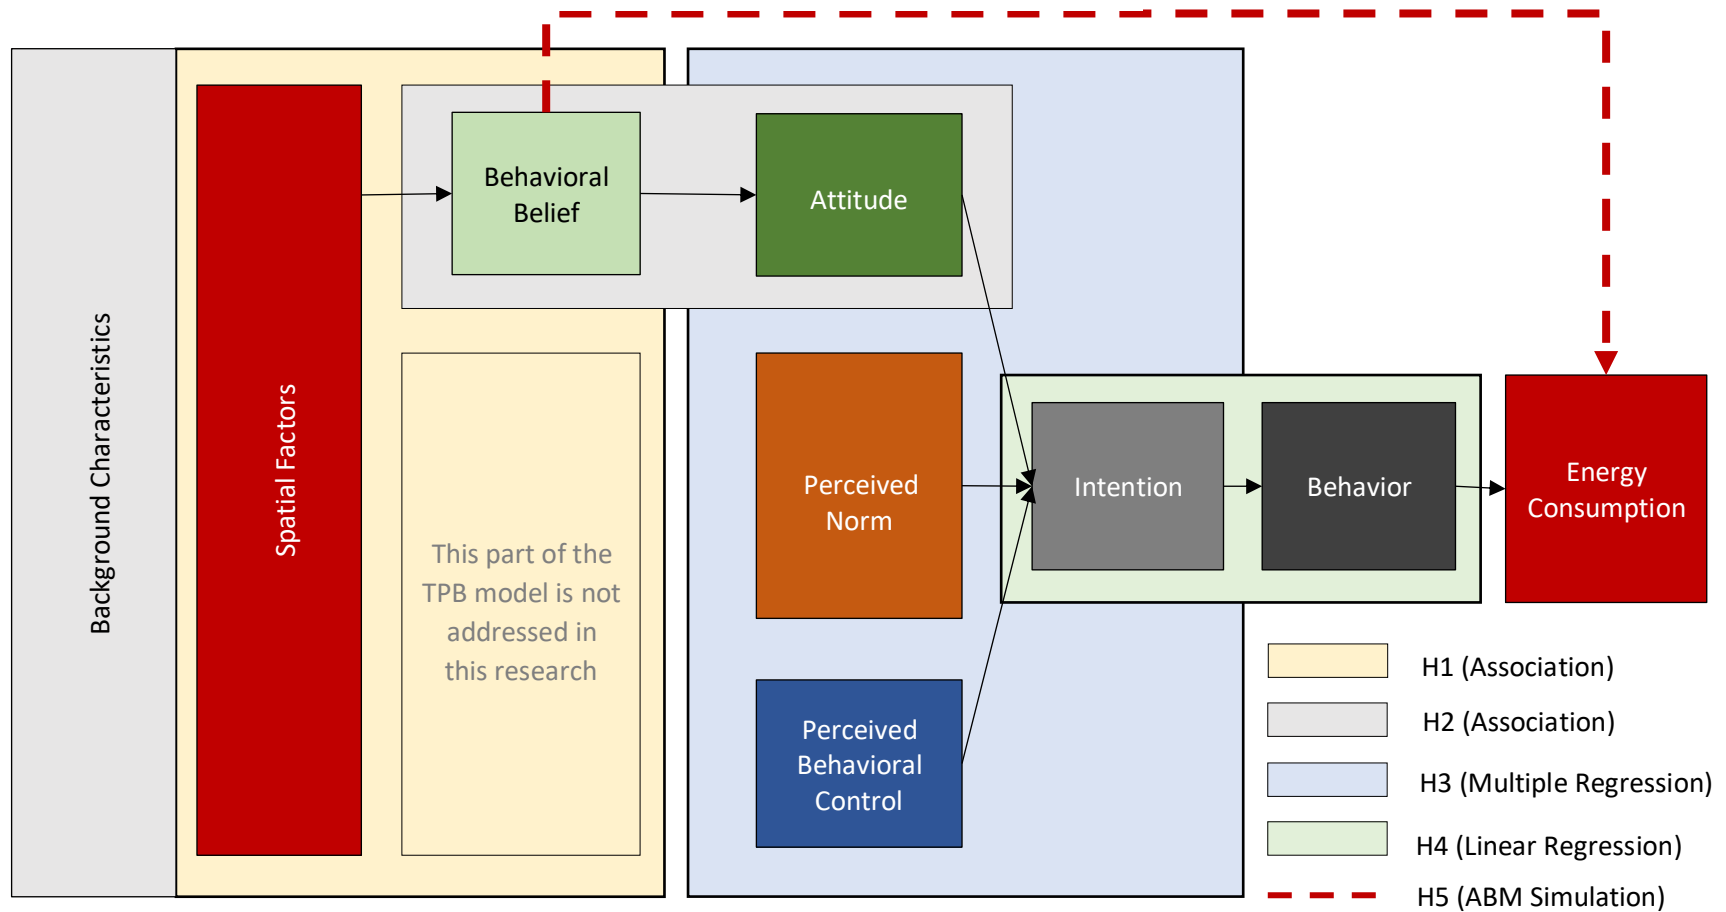 Background Characteristics
Spatial Factors
Behavioral
Belief
Attitude
This part of the
TPB model is not
addressed in
this research
Perceived
Norm
Perceived
Behavioral
Control
Intention
Behavior
Energy
Consumption
H1 (Association)
H2 (Association)
H3 (Multiple Regression)
H4 (Linear Regression)
H5 (ABM Simulation)